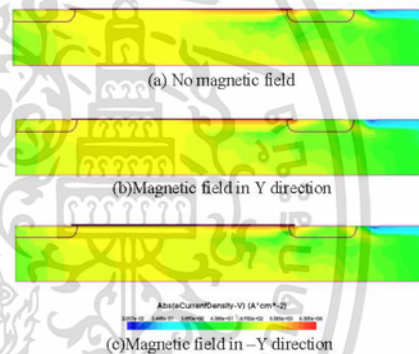 (a) No magnetic field
(b)Magnetic field in Y direction
Abs(eCurrentDensity-V) (A*cm^-2)
(c)Magnetic field in −Y direction